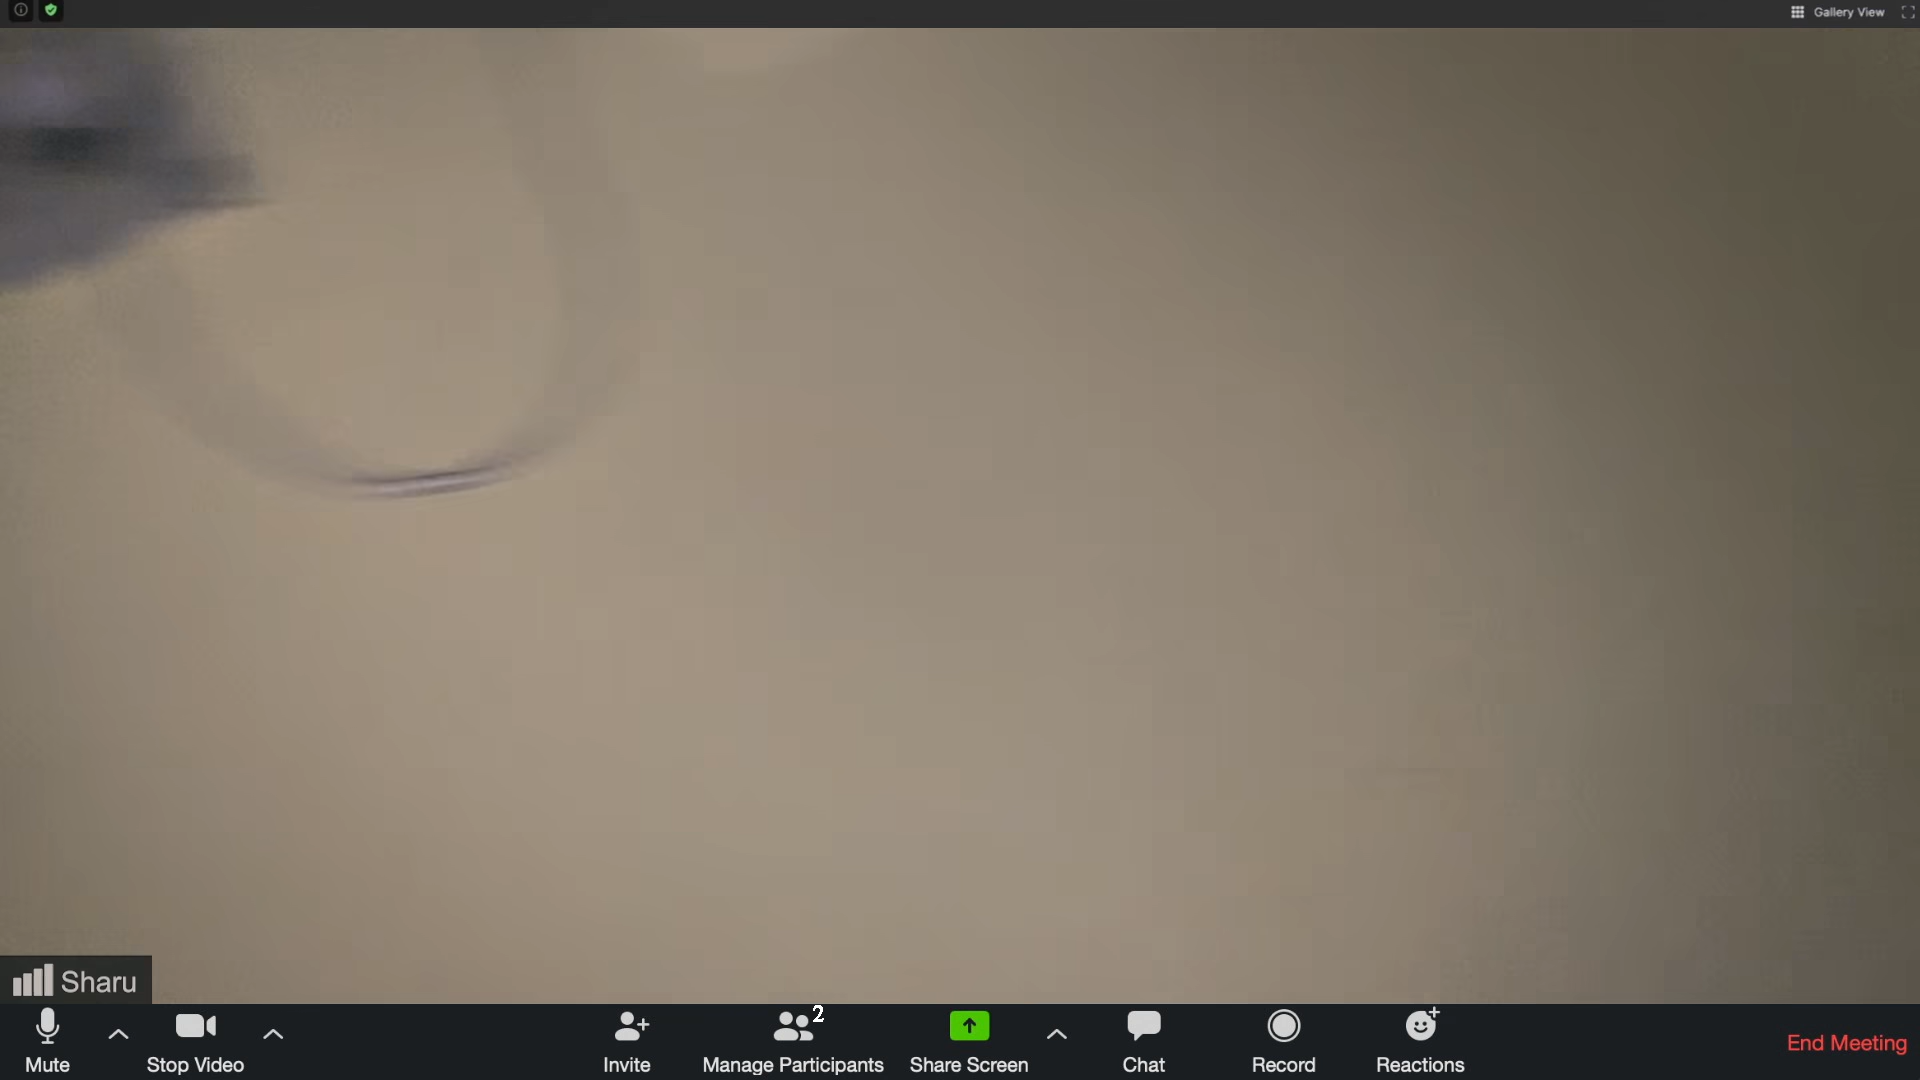 Gallery View
Sharu
2
Mute
Stop Video
Invite
Manage Participants
Share Screen
Chat
Record
Reactions
End Meeting